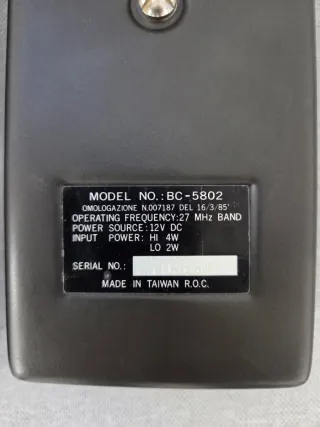 MODEL NO.: BC-5802
OMOLOGAZIONE N.007187 DEL 16/3/85'
OPERATING FREQUENCY: 27 MHz BAND
POWER SOURCE: 12V DC
INPUT POWER: HI 4W
LO 2W
SERIAL NO.:
MADE IN TAIWAN R.O.C.